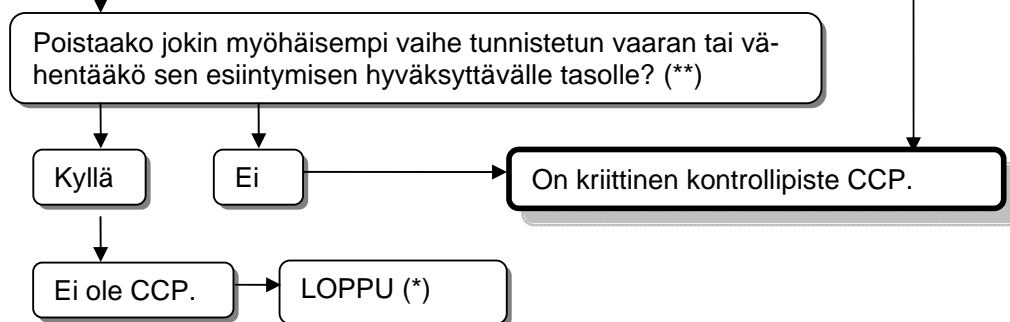 Poistaako jokin myöhäisempi vaihe tunnistetun vaaran tai vä-
hentääkö sen esiintymisen hyväksyttävälle tasolle? (**)
Kyllä
Ei
On kriittinen kontrollipiste CCP.
Ei ole CCP.
LOPPU (*)